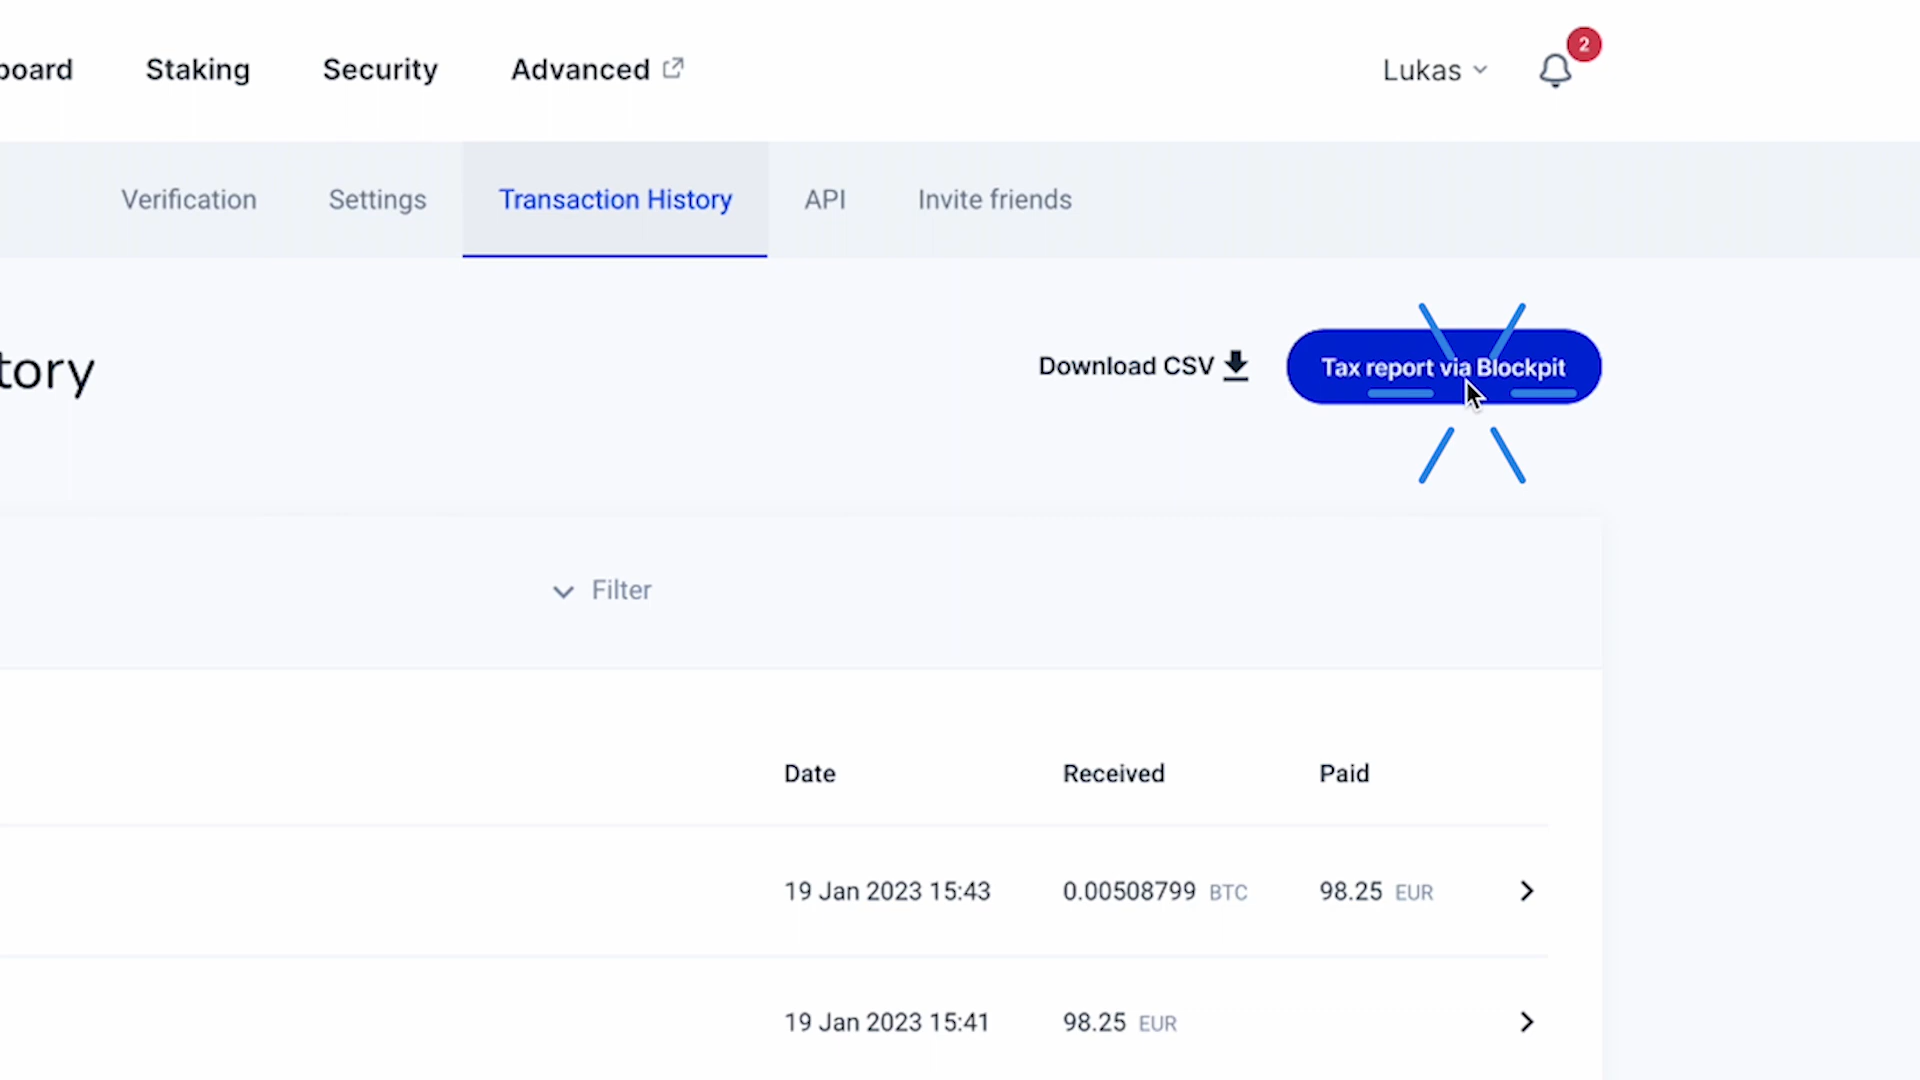 board Staking Security Advanced Lukas 2
Verification Settings Transaction History API Invite friends
tory Download CSV Tax report via Blockpit
Filter
Date Received Paid
19 Jan 2023 15:43 0.00508799 BTC 98.25 EUR
19 Jan 2023 15:41 98.25 EUR